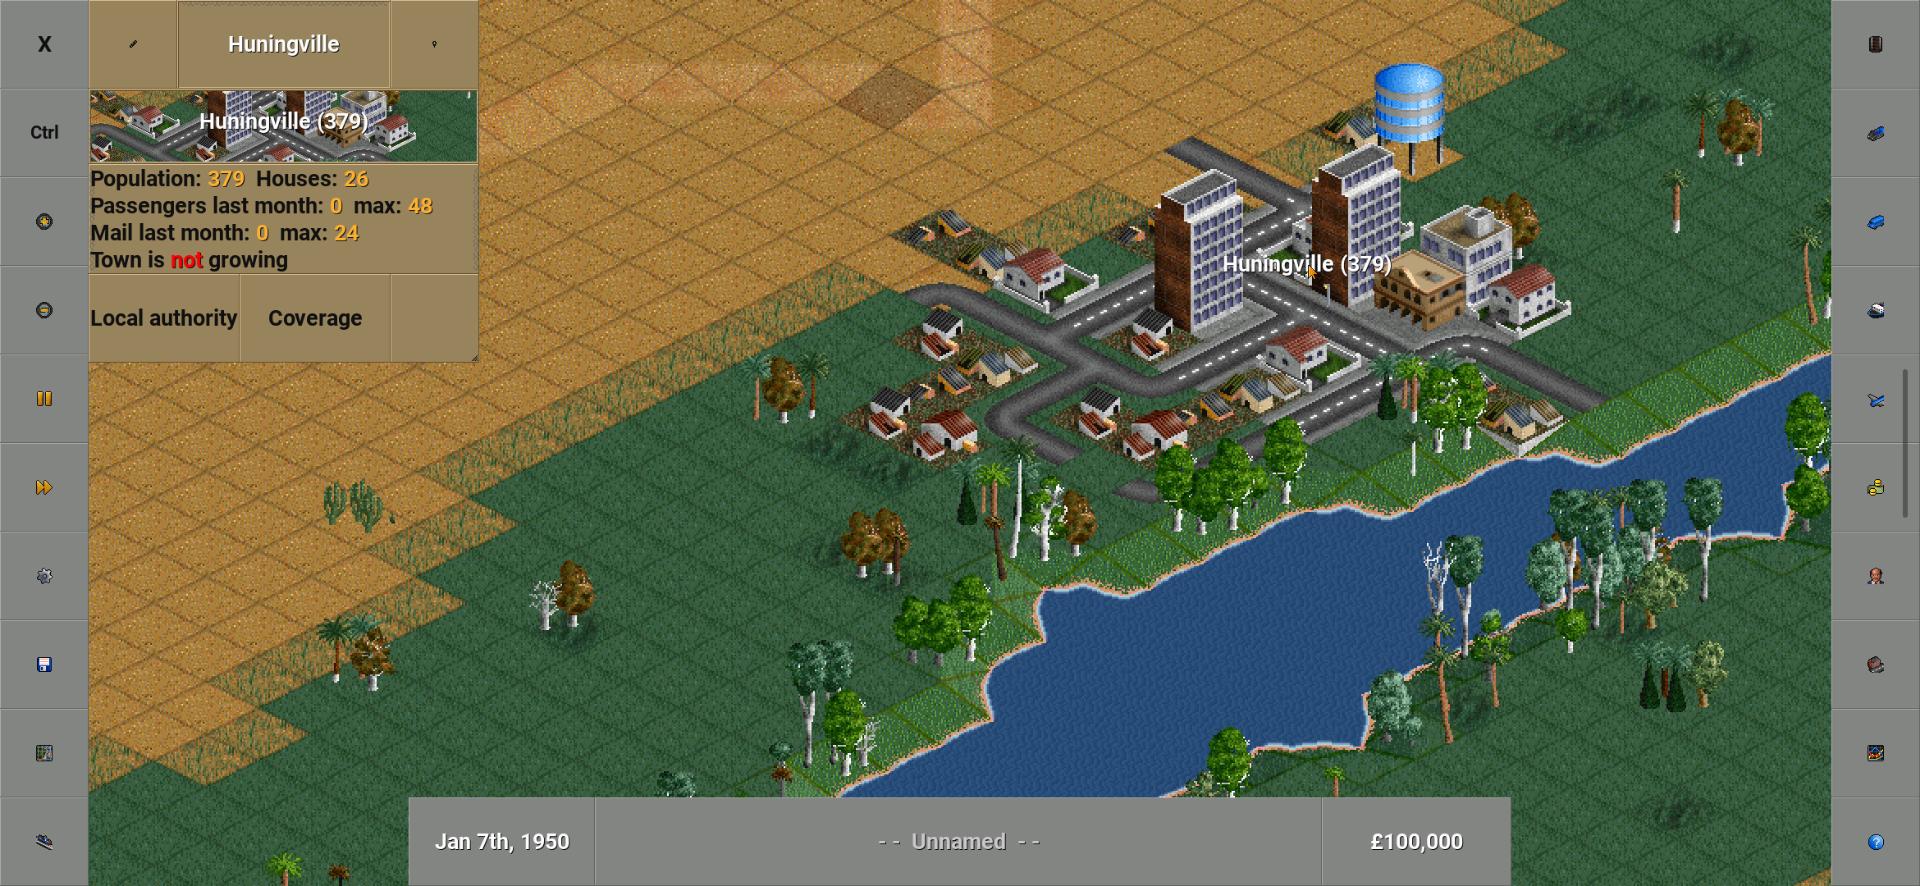 X
Huningville
Ctrl
Huningville (379)
Population: 379 Houses: 26
Passengers last month: 0 max: 48
Mail last month: 0 max: 24
Town is not growing
Local authority
Coverage
Huningville (379)
Jan 7th, 1950
- - Unnamed - -
£100,000